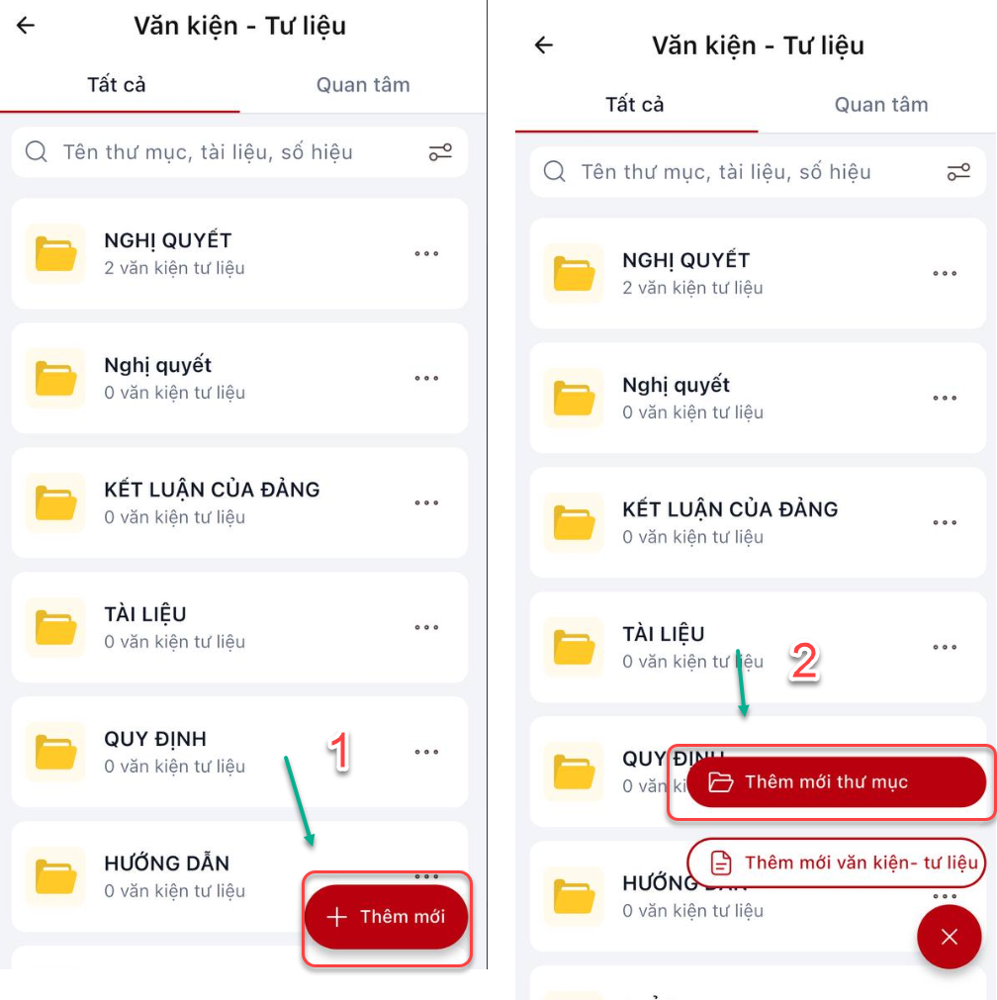 Văn kiện - Tư liệu
Tất cả
Quan tâm
Tên thư mục, tài liệu, số hiệu
NGHỊ QUYẾT
2 văn kiện tư liệu
Nghị quyết
0 văn kiện tư liệu
KẾT LUẬN CỦA ĐẢNG
0 văn kiện tư liệu
TÀI LIỆU
0 văn kiện tư liệu
QUY ĐỊNH
0 văn kiện tư liệu
1
HƯỚNG DẪN
0 văn kiện tư liệu
Thêm mới
Văn kiện - Tư liệu
Tất cả
Quan tâm
Tên thư mục, tài liệu, số hiệu
NGHỊ QUYẾT
2 văn kiện tư liệu
Nghị quyết
0 văn kiện tư liệu
KẾT LUẬN CỦA ĐẢNG
0 văn kiện tư liệu
TÀI LIỆU
0 văn kiện tư liệu
2
QUY ĐỊNH
0 văn ki
Thêm mới thư mục
Thêm mới văn kiện- tư liệu
HƯỚNG DẪN
0 văn kiện tư liệu